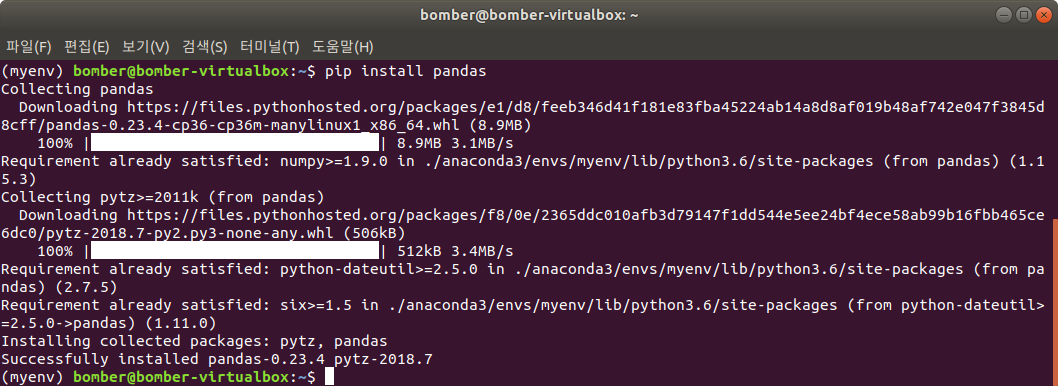 bomber@bomber-virtualbox: ~
파일(F) 편집(E) 보기(V) 검색(S) 터미널(T) 도움말(H)
(myenv) bomber@bomber-virtualbox:~$ pip install pandas
Collecting pandas
  Downloading https://files.pythonhosted.org/packages/e1/d8/feeb346d41f181e83fba45224ab14a8d8af019b48af742e047f3845d
8cff/pandas-0.23.4-cp36-cp36m-manylinux1_x86_64.whl (8.9MB)
    100% |████████████████████████████████| 8.9MB 3.1MB/s
Requirement already satisfied: numpy>=1.9.0 in ./anaconda3/envs/myenv/lib/python3.6/site-packages (from pandas) (1.1
5.3)
Collecting pytz>=2011k (from pandas)
  Downloading https://files.pythonhosted.org/packages/f8/0e/2365ddc010afb3d79147f1dd544e5ee24bf4ece58ab99b16fbb465ce
6dc0/pytz-2018.7-py2.py3-none-any.whl (506kB)
    100% |████████████████████████████████| 512kB 3.4MB/s
Requirement already satisfied: python-dateutil>=2.5.0 in ./anaconda3/envs/myenv/lib/python3.6/site-packages (from pa
ndas) (2.7.5)
Requirement already satisfied: six>=1.5 in ./anaconda3/envs/myenv/lib/python3.6/site-packages (from python-dateutil>
=2.5.0->pandas) (1.11.0)
Installing collected packages: pytz, pandas
Successfully installed pandas-0.23.4 pytz-2018.7
(myenv) bomber@bomber-virtualbox:~$